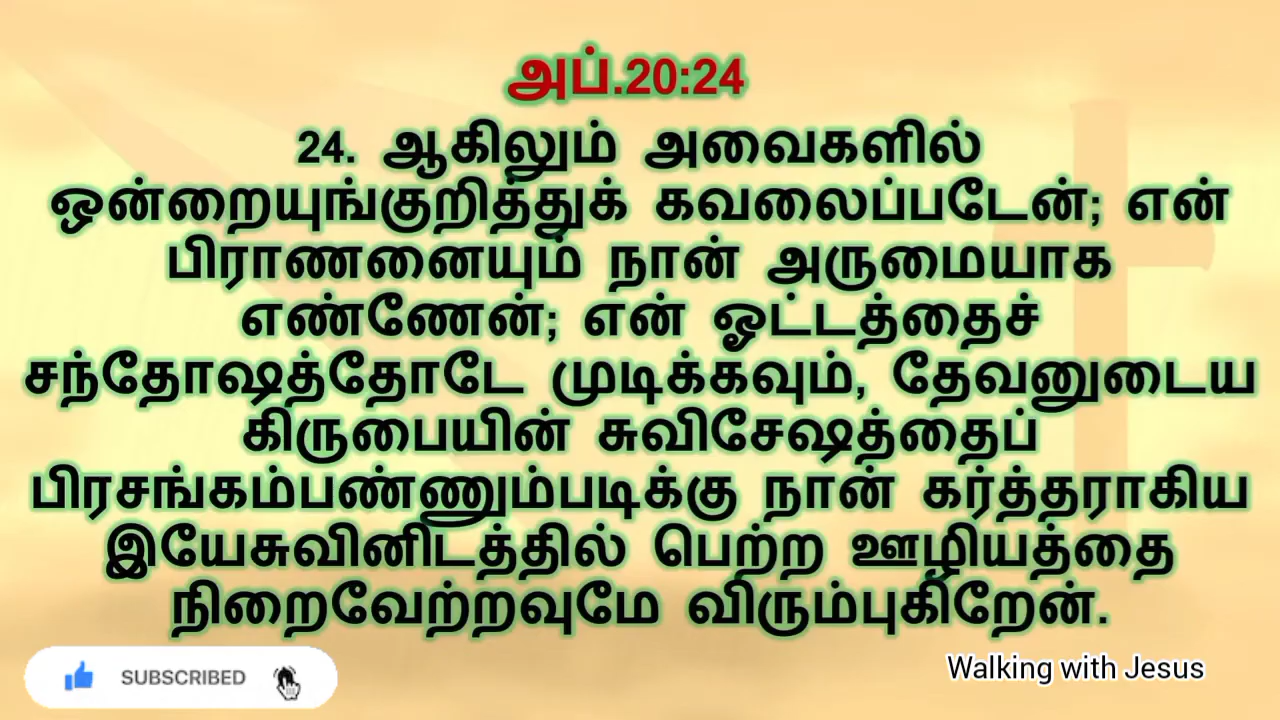 அப்.20:24
24. ஆகிலும் அவைகளில்
ஒன்றையுங்குறித்துக் கவலைப்படேன்; என்
பிராணனையும் நான் அருமையாக
எண்ணேன்; என் ஓட்டத்தைச்
சந்தோஷத்தோடே முடிக்கவும், தேவனுடைய
கிருபையின் சுவிசேஷத்தைப்
பிரசங்கம்பண்ணும்படிக்கு நான் கர்த்தராகிய
இயேசுவினிடத்தில் பெற்ற ஊழியத்தை
நிறைவேற்றவுமே விரும்புகிறேன்.
SUBSCRIBED
Walking with Jesus